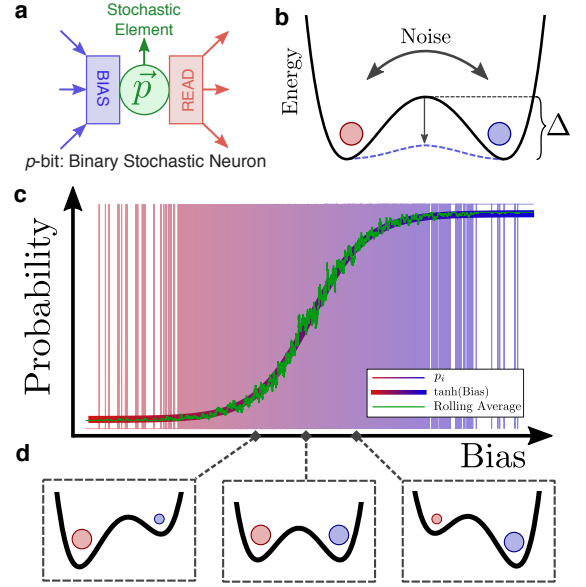 a
Stochastic
Element
BIAS
p⃗
READ
p-bit: Binary Stochastic Neuron
b
Energy
Noise
Δ
c
Probability
p_i
tanh(Bias)
Rolling Average
Bias
d